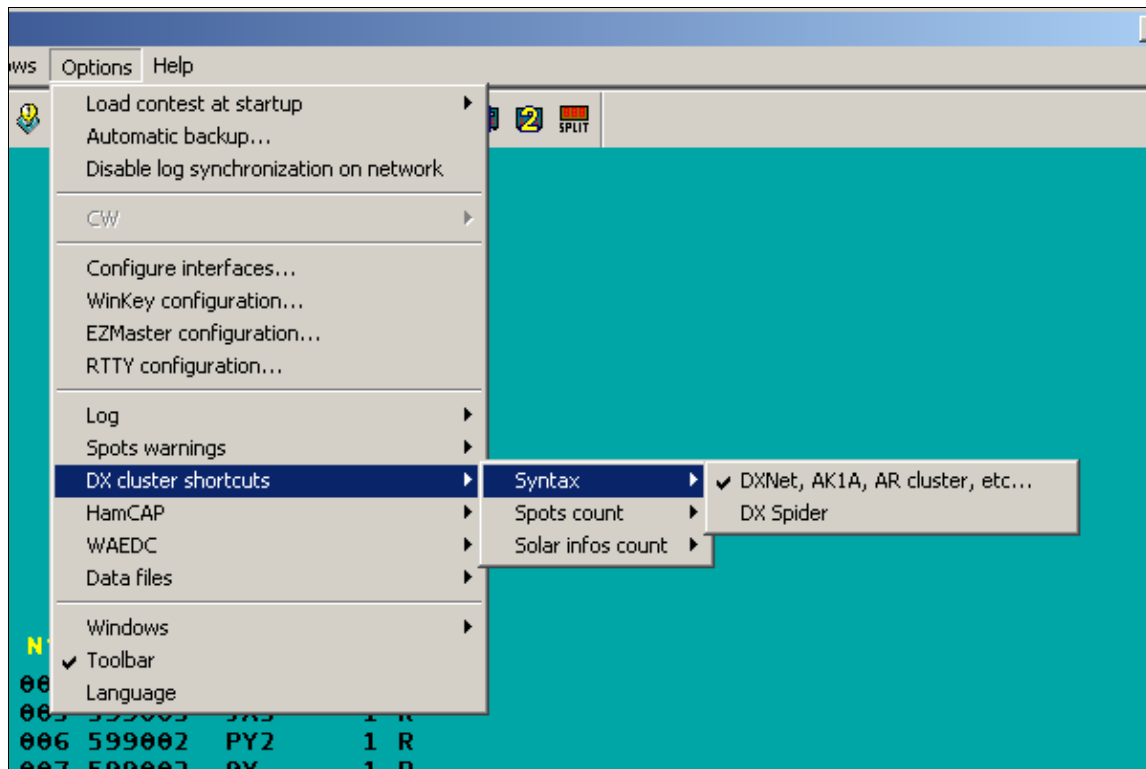 Options Help
2 SPLIT
Load contest at startup
Automatic backup...
Disable log synchronization on network
CW
Configure interfaces...
WinKey configuration...
EZMaster configuration...
RTTY configuration...
Log
Spots warnings
DX cluster shortcuts
HamCAP
WAEDC
Data files
Windows
Toolbar
Language
Syntax
Spots count
Solar infos count
DXNet, AK1A, AR cluster, etc...
DX Spider
006 599002 PY2 1 R